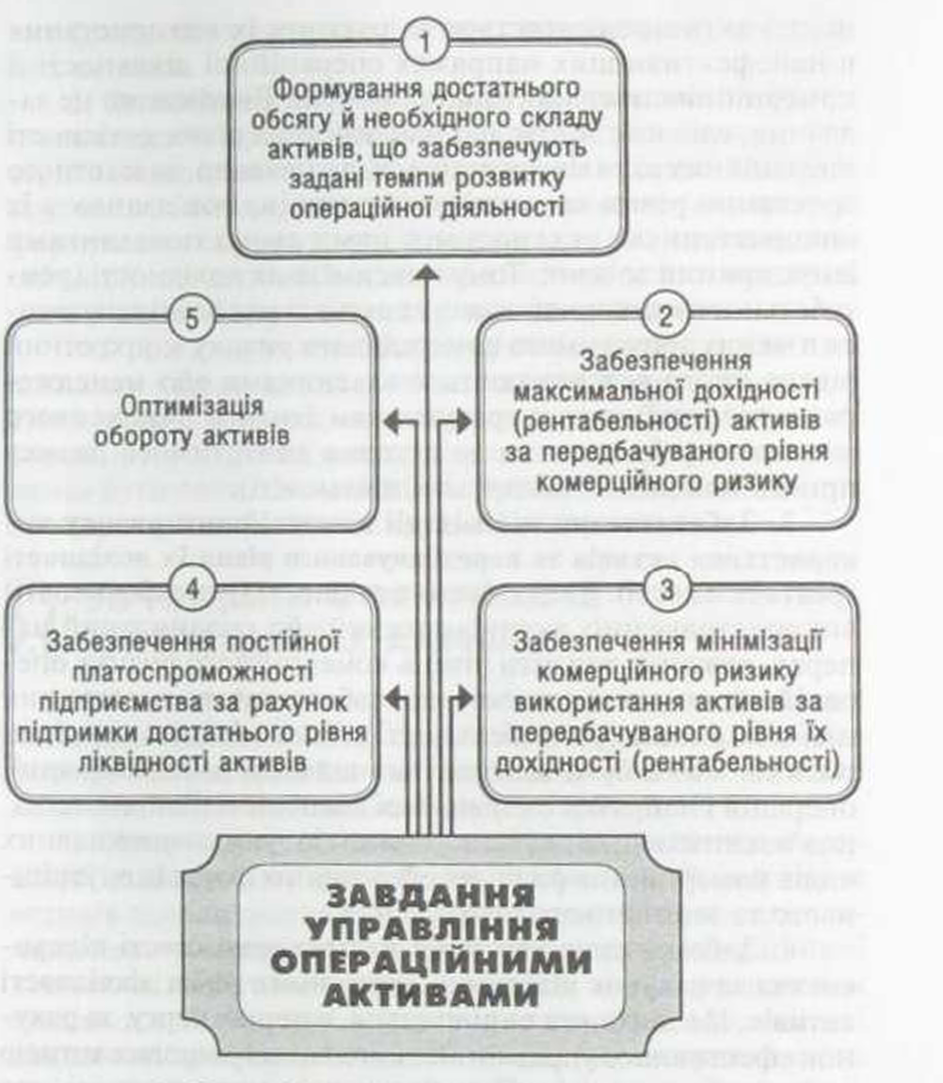 1
Формування достатнього
обсягу й необхідного складу
активів, що забезпечують
задані темпи розвитку
операційної діяльності
5
Оптимізація
обороту активів
2
Забезпечення
максимальної дохідності
(рентабельності) активів
за передбачуваного рівня
комерційного ризику
4
Забезпечення постійної
платоспроможності
підприємства за рахунок
підтримки достатнього рівня
ліквідності активів
3
Забезпечення мінімізації
комерційного ризику
використання активів за
передбачуваного рівня їх
дохідності (рентабельності)
ЗАВДАННЯ
УПРАВЛІННЯ
ОПЕРАЦІЙНИМИ
АКТИВАМИ